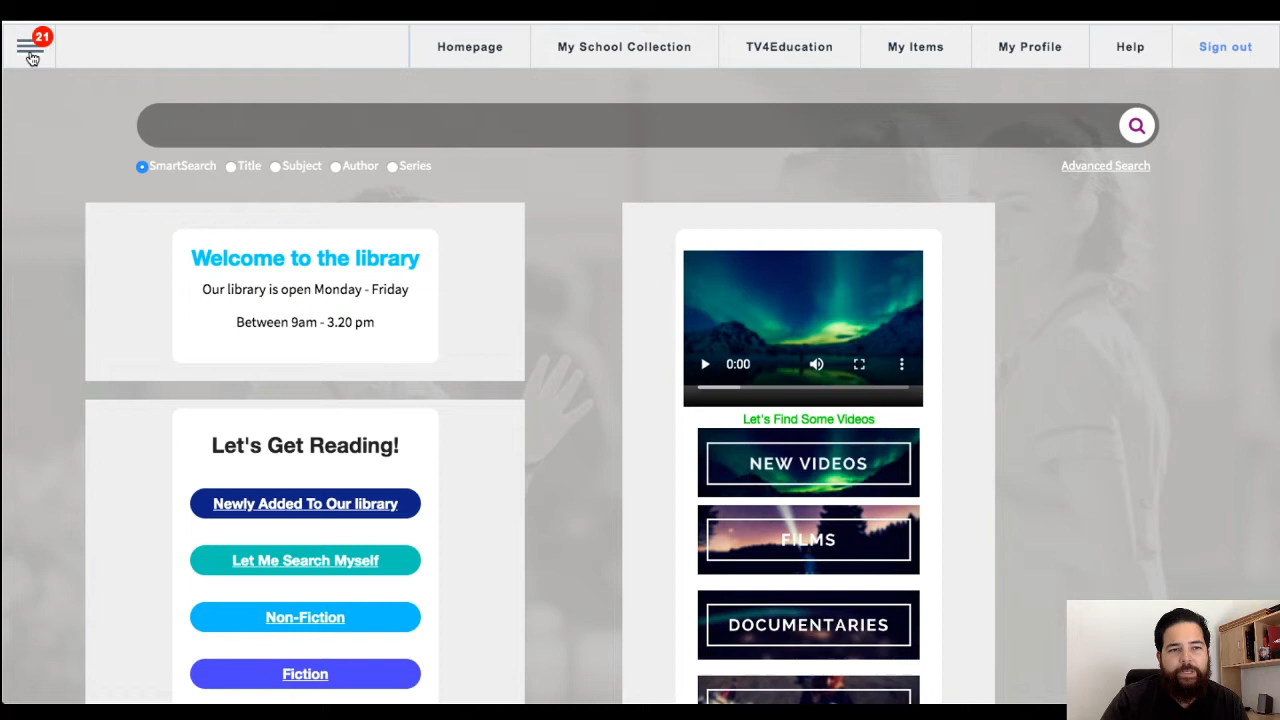 21
Homepage
My School Collection
TV4Education
My Items
My Profile
Help
Sign out
SmartSearch Title Subject Author Series
Advanced Search
Welcome to the library
Our library is open Monday - Friday
Between 9am - 3.20 pm
Let's Get Reading!
Newly Added To Our library
Let Me Search Myself
Non-Fiction
Fiction
0:00
Let's Find Some Videos
NEW VIDEOS
FILMS
DOCUMENTARIES